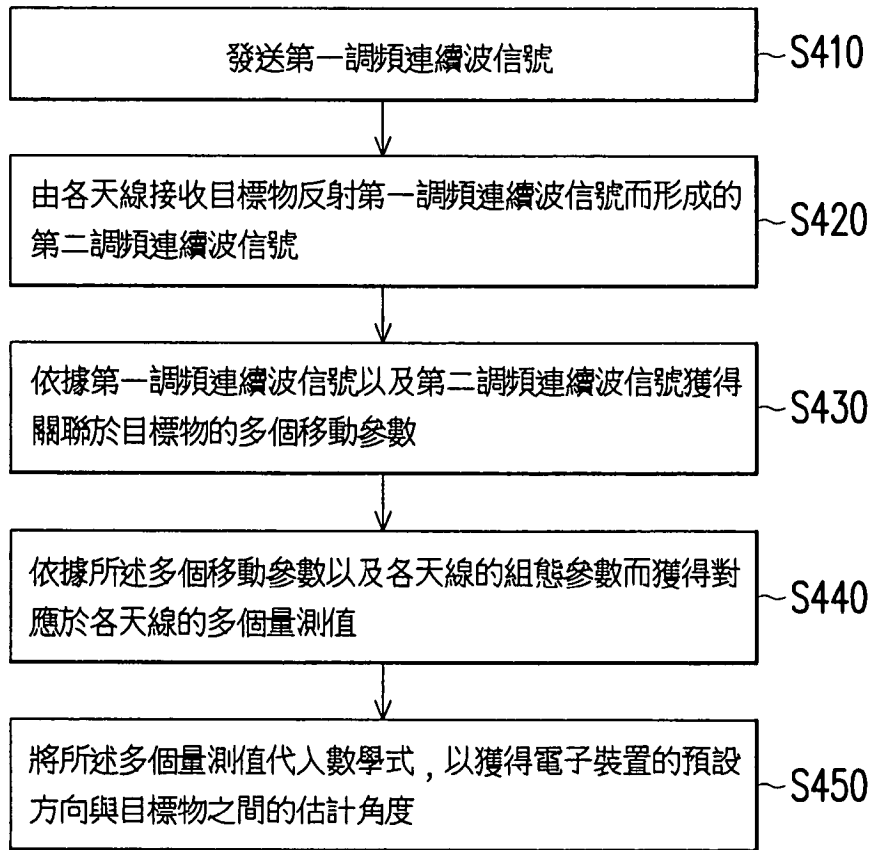 發送第一調頻連續波信號
S410
由各天線接收目標物反射第一調頻連續波信號而形成的
第二調頻連續波信號
S420
依據第一調頻連續波信號以及第二調頻連續波信號獲得
關聯於目標物的多個移動參數
S430
依據所述多個移動參數以及各天線的組態參數而獲得對
應於各天線的多個量測值
S440
將所述多個量測值代入數學式,以獲得電子裝置的預設
方向與目標物之間的估計角度
S450